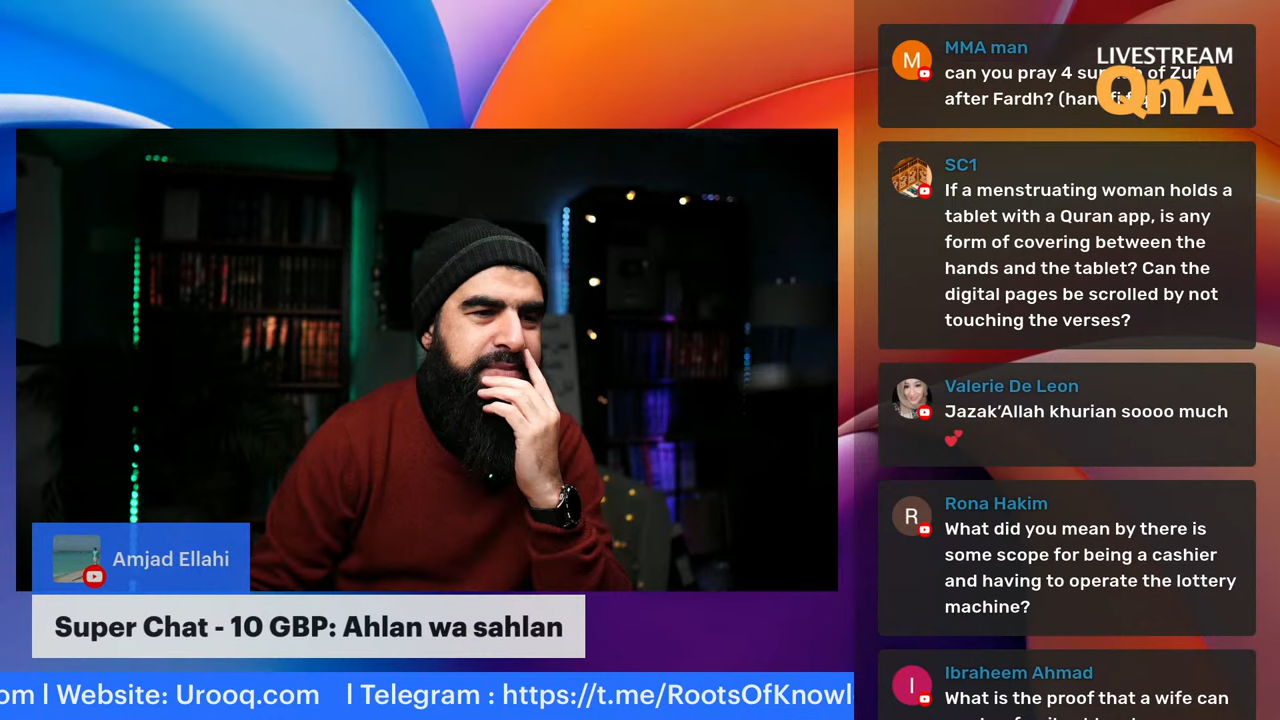 MMA man
can you pray 4 of
after Fardh?
LIVESTREAM
QnA
SC1
If a menstruating woman holds a
tablet with a Quran app, is any
form of covering between the
hands and the tablet? Can the
digital pages be scrolled by not
touching the verses?
Valerie De Leon
Jazak’Allah khurian soooo much
💕
R
Rona Hakim
What did you mean by there is
some scope for being a cashier
and having to operate the lottery
machine?
I
Ibraheem Ahmad
What is the proof that a wife can
M
Amjad Ellahi
Super Chat - 10 GBP: Ahlan wa sahlan
om l Website: Urooq.com l Telegram : https://t.me/RootsOfKnowl